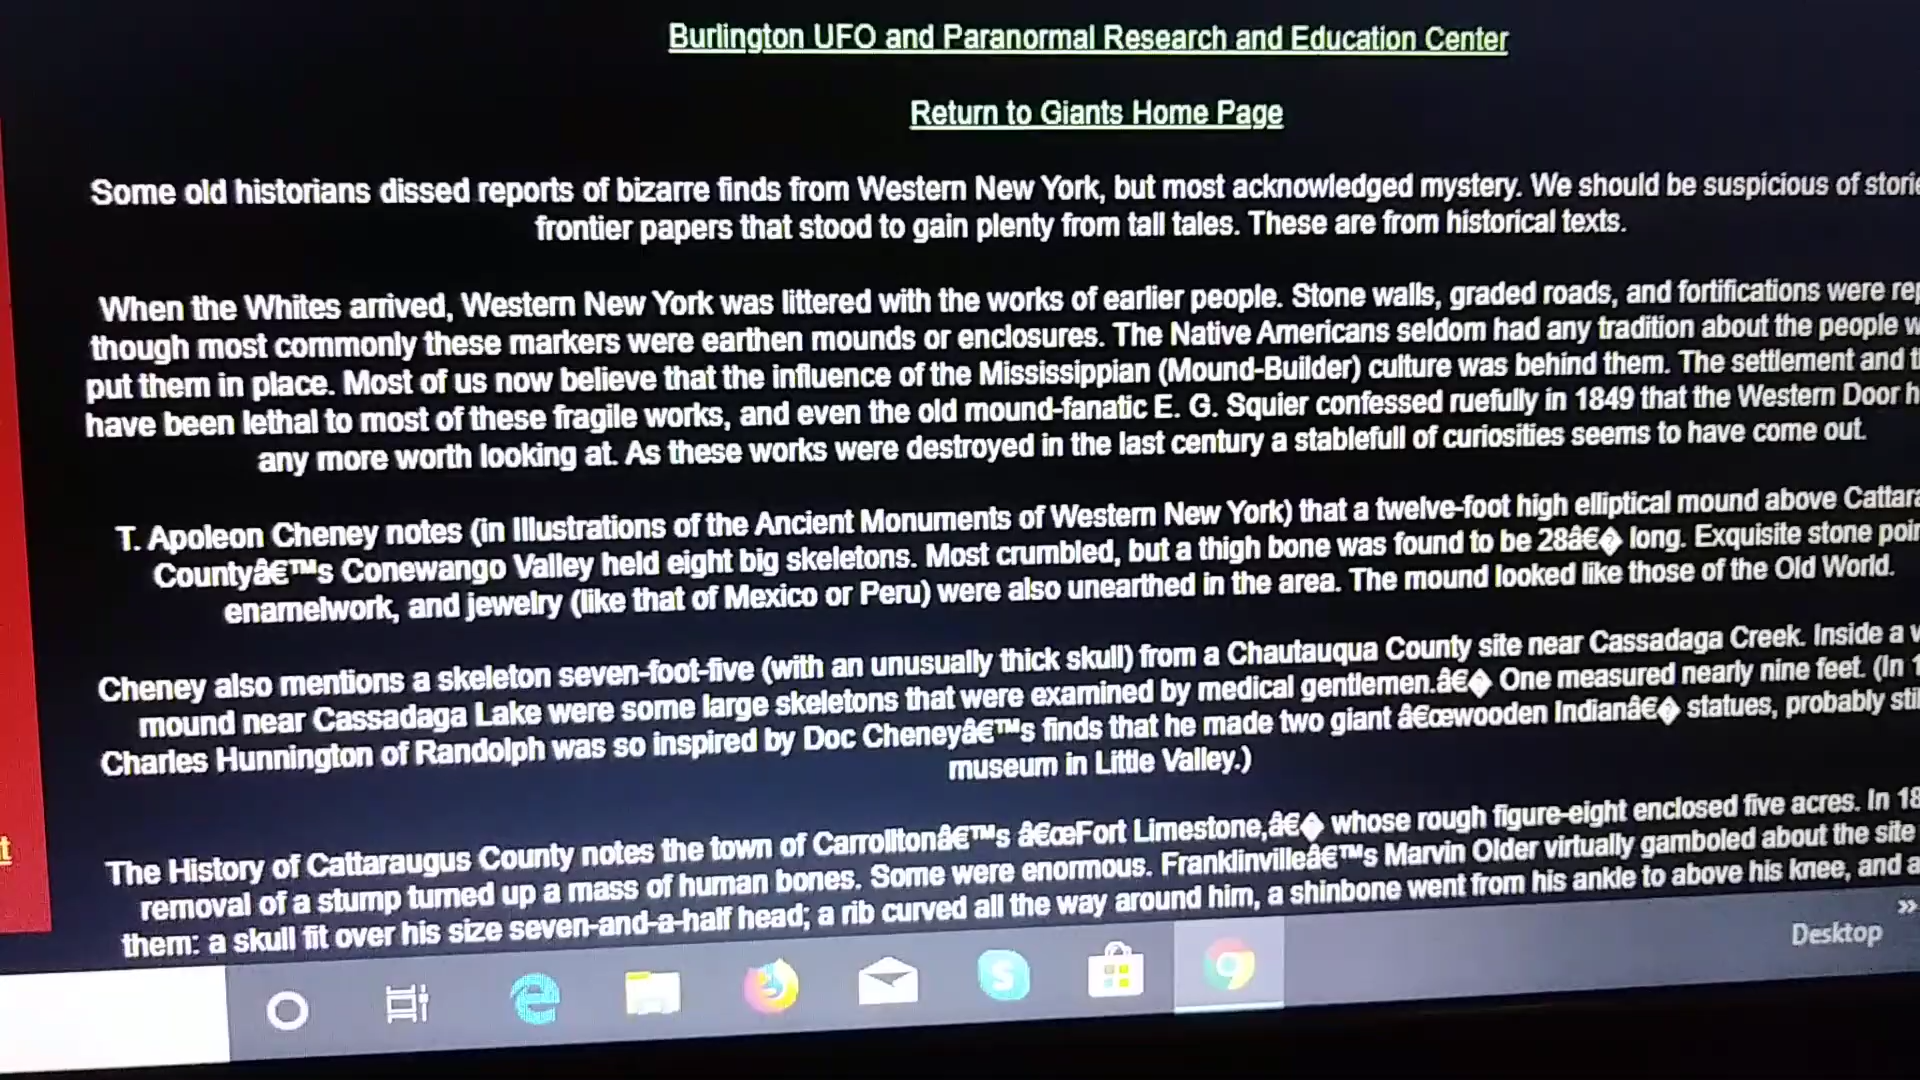 Burlington UFO and Paranormal Research and Education Center
Return to Giants Home Page
Some old historians dissed reports of bizarre finds from Western New York, but most acknowledged mystery. We should be suspicious of
frontier papers that stood to gain plenty from tall tales. These are from historical texts.
When the Whites arrived, Western New York was littered with the works of earlier people. Stone walls, graded roads, and fortifications were
though most commonly these markers were earthen mounds or enclosures. The Native Americans seldom had any tradition about the people
put them in place. Most of us now believe that the influence of the Mississippian (Mound-Builder) culture was behind them. The settlement and
have been lethal to most of these fragile works, and even the old mound-fanatic E. G. Squier confessed ruefully in 1849 that the Western Door
any more worth looking at. As these works were destroyed in the last century a stablefull of curiosities seems to have come out.
T. Apoleon Cheney notes (in Illustrations of the Ancient Monuments of Western New York) that a twelve-foot high elliptical mound above
Countyâ€™s Conewango Valley held eight big skeletons. Most crumbled, but a thigh bone was found to be 28â€� long. Exquisite stone
enamelwork, and jewelry (like that of Mexico or Peru) were also unearthed in the area. The mound looked like those of the Old World.
Cheney also mentions a skeleton seven-foot-five (with an unusually thick skull) from a Chautauqua County site near Cassadaga Creek. Inside a
mound near Cassadaga Lake were some large skeletons that were examined by medical gentlemen.â€� One measured nearly nine feet. (In
Charles Hunnington of Randolph was so inspired by Doc Cheneyâ€™s finds that he made two giant â€œwooden Indianâ€� statues, probably
museum in Little Valley.)
The History of Cattaraugus County notes the town of Carrolltonâ€™s â€œFort Limestone,â€� whose rough figure-eight enclosed five acres. In
removal of a stump turned up a mass of human bones. Some were enormous. Franklinvilleâ€™s Marvin Older virtually gamboled about the site
them: a skull fit over his size seven-and-a-half head; a rib curved all the way around him, a shinbone went from his ankle to above his knee, and
Desktop